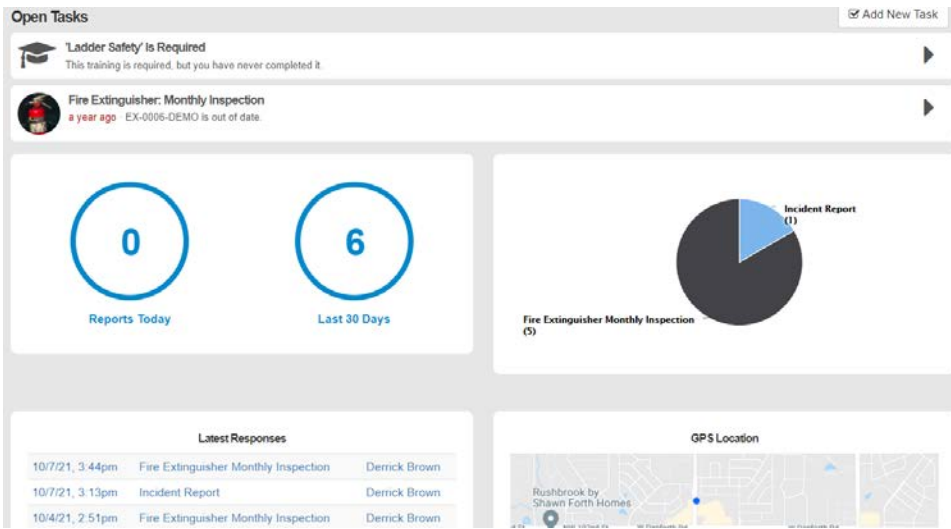 Open Tasks
Add New Task
'Ladder Safety' Is Required
This training is required, but you have never completed it.
Fire Extinguisher: Monthly Inspection
a year ago · EX-0006-DEMO is out of date.
0
6
Reports Today
Last 30 Days
Incident Report
(1)
Fire Extinguisher Monthly Inspection
(5)
Latest Responses
10/7/21, 3:44pm Fire Extinguisher Monthly Inspection Derrick Brown
10/7/21, 3:13pm Incident Report Derrick Brown
10/4/21, 2:51pm Fire Extinguisher Monthly Inspection Derrick Brown
GPS Location
Rushbrook by
Shawn Forth Homes